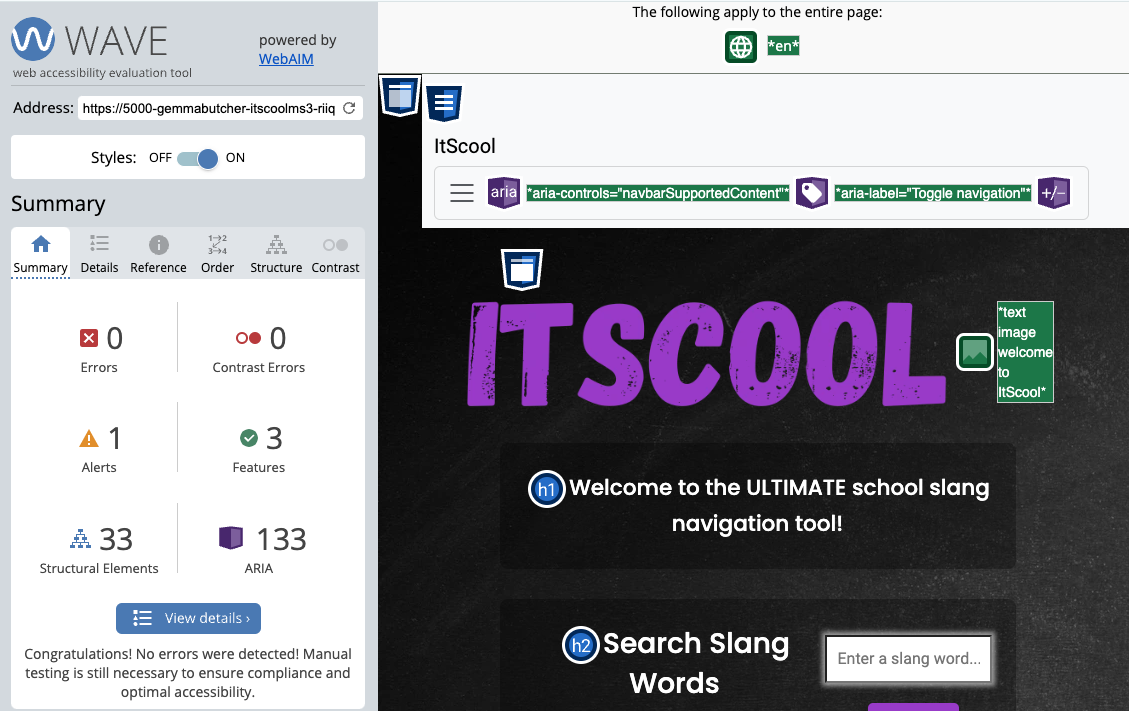 WAVE
web accessibility evaluation tool
powered by
WebAIM
Address: https://5000-gemmabutcher-itscoolms3-riiq
Styles: OFF ON
Summary
Summary Details Reference Order Structure Contrast
0
Errors
0
Contrast Errors
1
Alerts
3
Features
33
Structural Elements
133
ARIA
View details ›
Congratulations! No errors were detected! Manual
testing is still necessary to ensure compliance and
optimal accessibility.
The following apply to the entire page:
*en*
ItScool
aria *aria-controls="navbarSupportedContent"* *aria-label="Toggle navigation"* +/−
ITSCOOL
*text
image
welcome
to
ItScool*
h1 Welcome to the ULTIMATE school slang
navigation tool!
h2 Search Slang
Words
Enter a slang word...